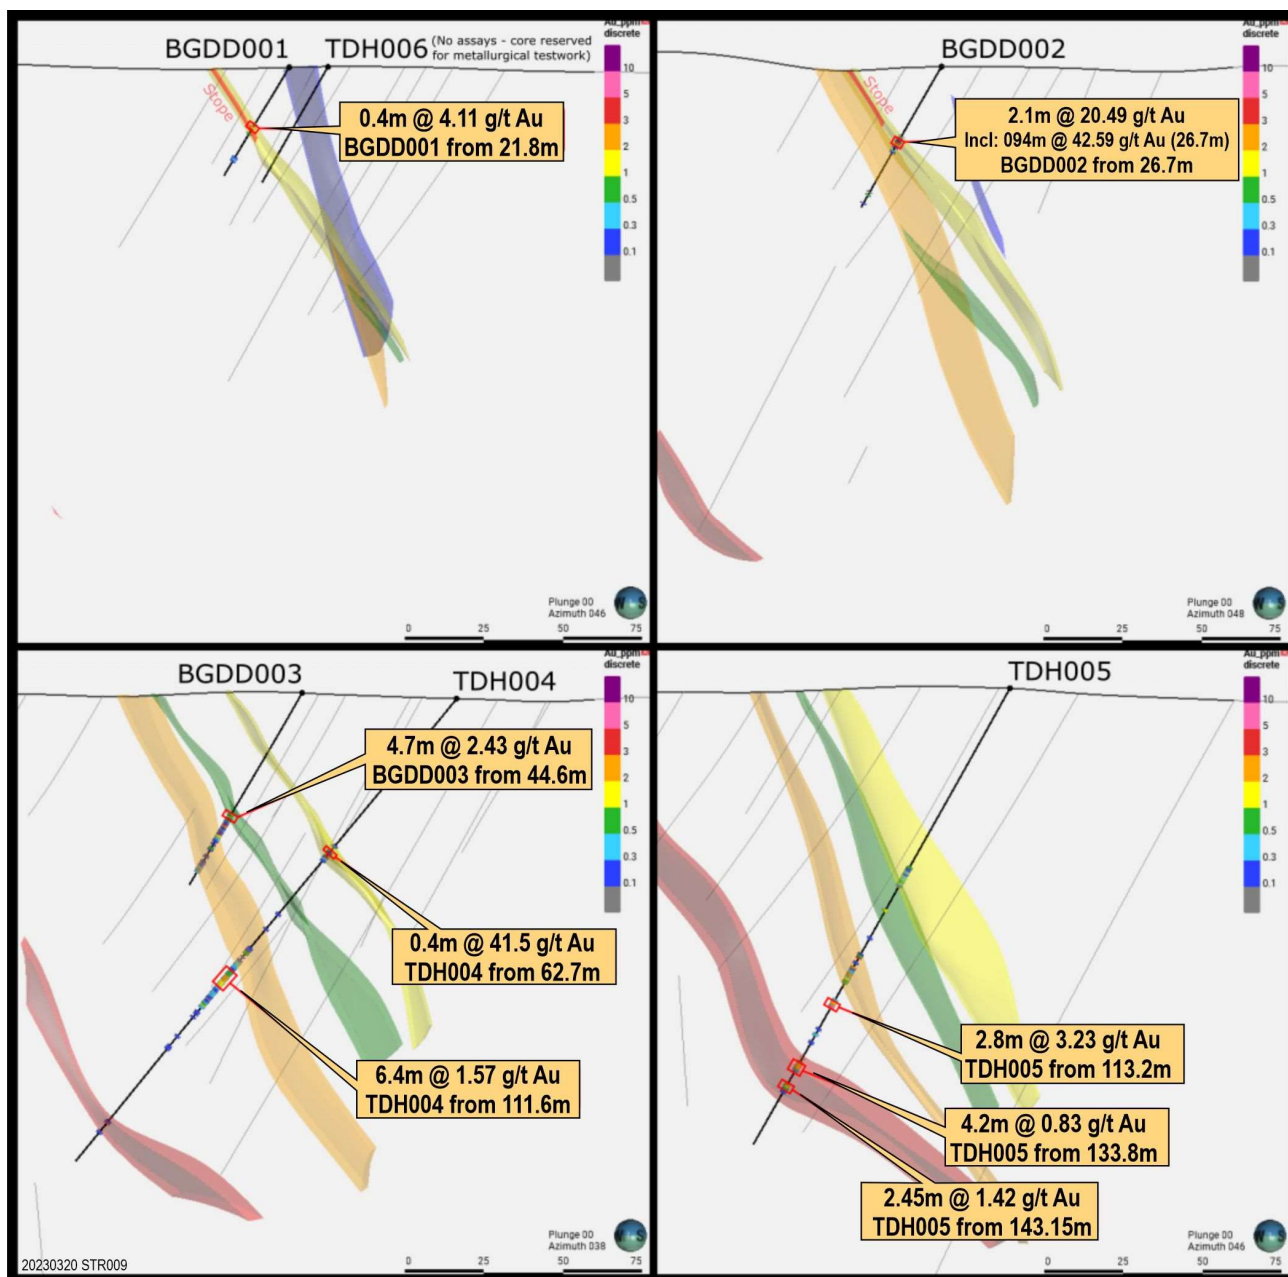 BGDD001 TDH006 (No assays - core reserved
for metallurgical testwork)
Stope
0.4m @ 4.11 g/t Au
BGDD001 from 21.8m
Au_ppm
discrete
10
5
3
2
1
0.5
0.3
0.1
Plunge 00
Azimuth 046
W S
0 25 50 75
BGDD002
Stope
2.1m @ 20.49 g/t Au
Incl: 094m @ 42.59 g/t Au (26.7m)
BGDD002 from 26.7m
Au_ppm
discrete
10
5
3
2
1
0.5
0.3
0.1
Plunge 00
Azimuth 048
W S
0 25 50 75
BGDD003
TDH004
4.7m @ 2.43 g/t Au
BGDD003 from 44.6m
0.4m @ 41.5 g/t Au
TDH004 from 62.7m
6.4m @ 1.57 g/t Au
TDH004 from 111.6m
Au_ppm
discrete
10
5
3
2
1
0.5
0.3
0.1
Plunge 00
Azimuth 038
W S
0 25 50 75
20230320 STR009
TDH005
2.8m @ 3.23 g/t Au
TDH005 from 113.2m
4.2m @ 0.83 g/t Au
TDH005 from 133.8m
2.45m @ 1.42 g/t Au
TDH005 from 143.15m
Au_ppm
discrete
10
5
3
2
1
0.5
0.3
0.1
Plunge 00
Azimuth 046
W S
0 25 50 75